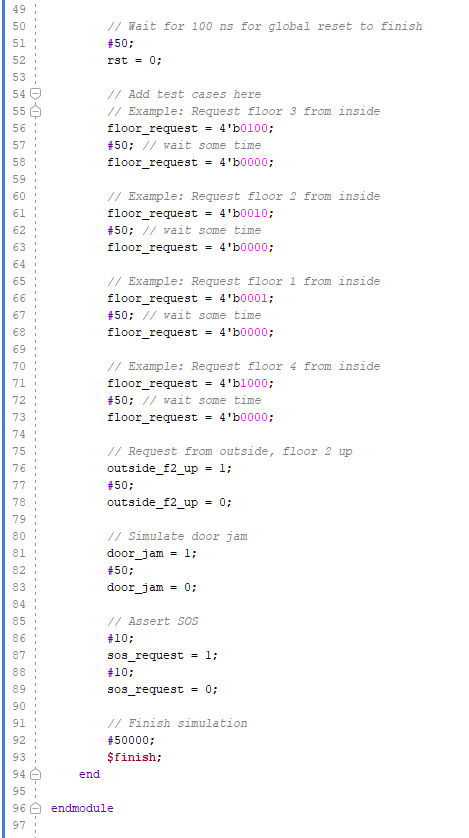 49
50 // Wait for 100 ns for global reset to finish
51 #50;
52 rst = 0;
53
54 // Add test cases here
55 // Example: Request floor 3 from inside
56 floor_request = 4'b0100;
57 #50; // wait some time
58 floor_request = 4'b0000;
59
60 // Example: Request floor 2 from inside
61 floor_request = 4'b0010;
62 #50; // wait some time
63 floor_request = 4'b0000;
64
65 // Example: Request floor 1 from inside
66 floor_request = 4'b0001;
67 #50; // wait some time
68 floor_request = 4'b0000;
69
70 // Example: Request floor 4 from inside
71 floor_request = 4'b1000;
72 #50; // wait some time
73 floor_request = 4'b0000;
74
75 // Request from outside, floor 2 up
76 outside_f2_up = 1;
77 #50;
78 outside_f2_up = 0;
79
80 // Simulate door jam
81 door_jam = 1;
82 #50;
83 door_jam = 0;
84
85 // Assert SOS
86 #10;
87 sos_request = 1;
88 #10;
89 sos_request = 0;
90
91 // Finish simulation
92 #50000;
93 $finish;
94 end
95
96 endmodule
97